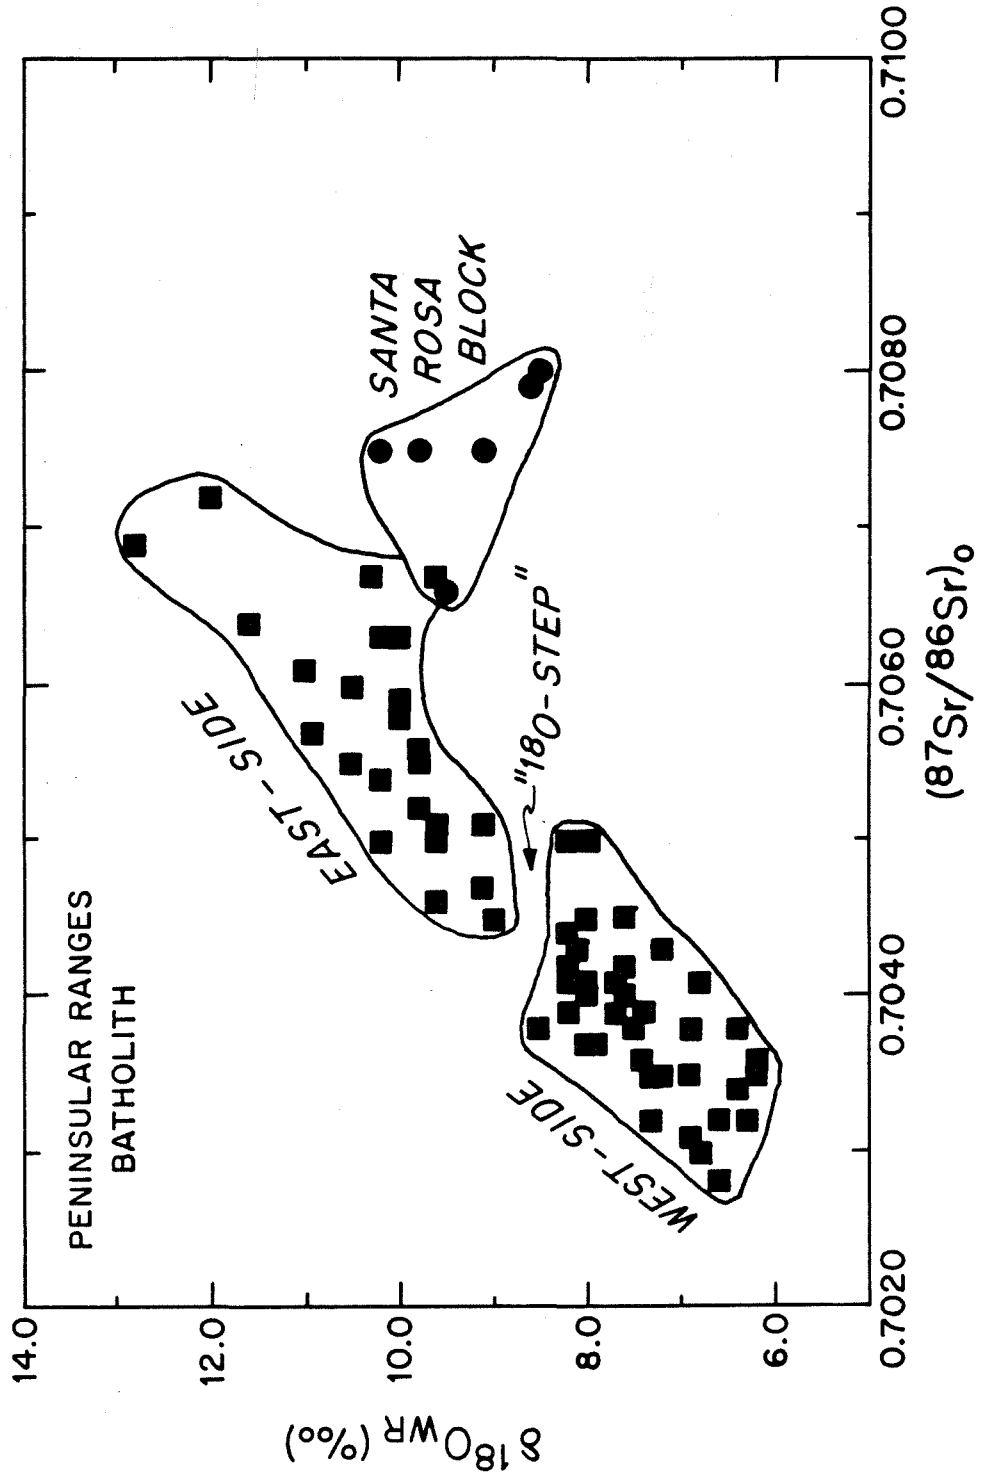 PENINSULAR RANGES
BATHOLITH
14.0
12.0
10.0
8.0
6.0
δ18OWR (‰)
EAST-SIDE
SANTA
ROSA
BLOCK
"18O-STEP"
WEST-SIDE
0.7020
0.7040
0.7060
0.7080
0.7100
(87Sr/86Sr)0